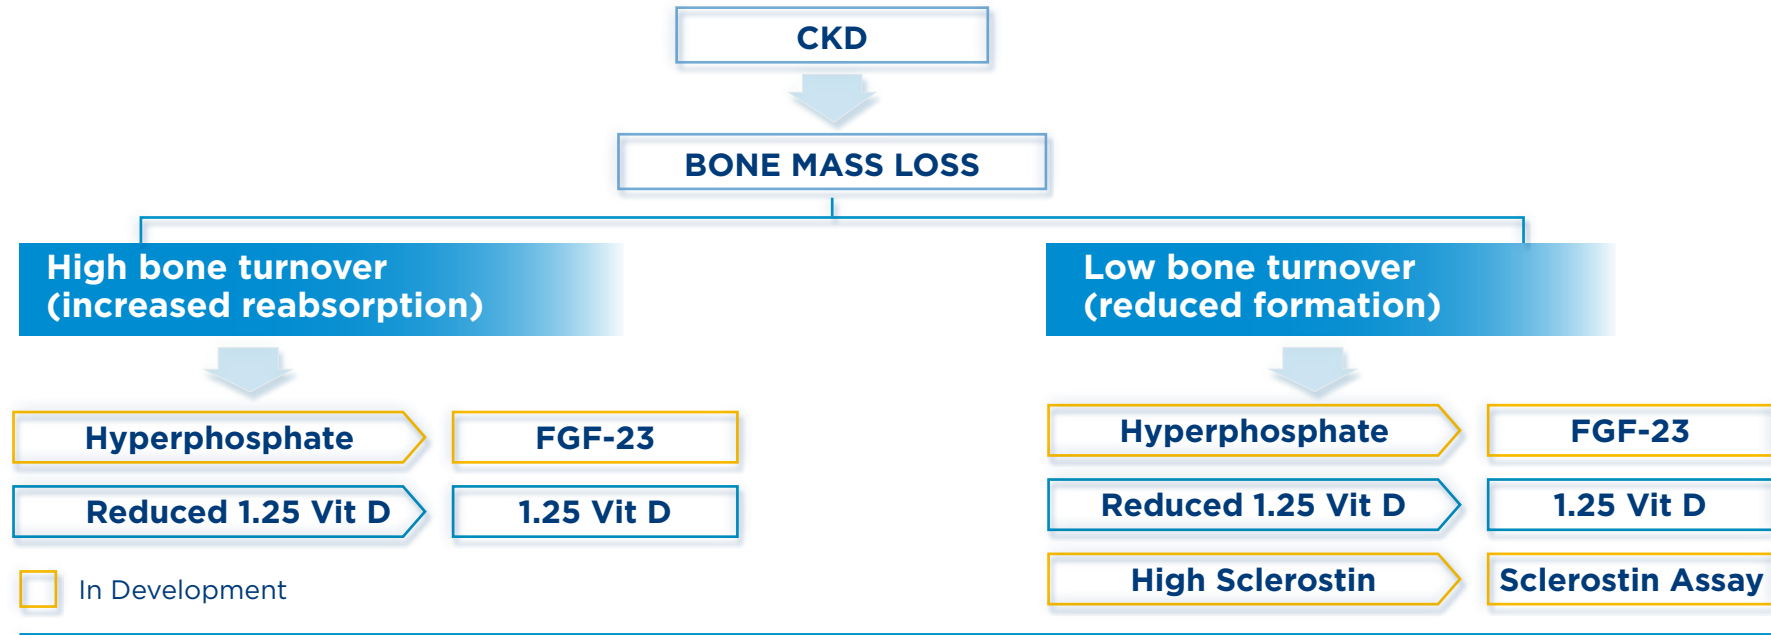 CKD
BONE MASS LOSS
High bone turnover
(increased reabsorption)
Hyperphosphate
FGF-23
Reduced 1.25 Vit D
1.25 Vit D
In Development
Low bone turnover
(reduced formation)
Hyperphosphate
FGF-23
Reduced 1.25 Vit D
1.25 Vit D
High Sclerostin
Sclerostin Assay